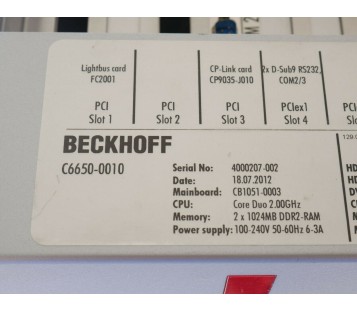 COM 2
Lightbus card CP-Link card 2x D-Sub9 RS232
FC2001 CP9035-J010 COM2/3
PCI PCI PCI PCIex1 PCI
Slot 1 Slot 2 Slot 3 Slot 4 Slot
BECKHOFF
C6650-0010
Serial No: 4000207-002
Date: 18.07.2012
Mainboard: CB1051-0003
CPU: Core Duo 2.00GHz
Memory: 2 x 1024MB DDR2-RAM
Power supply: 100-240V 50-60Hz 6-3A